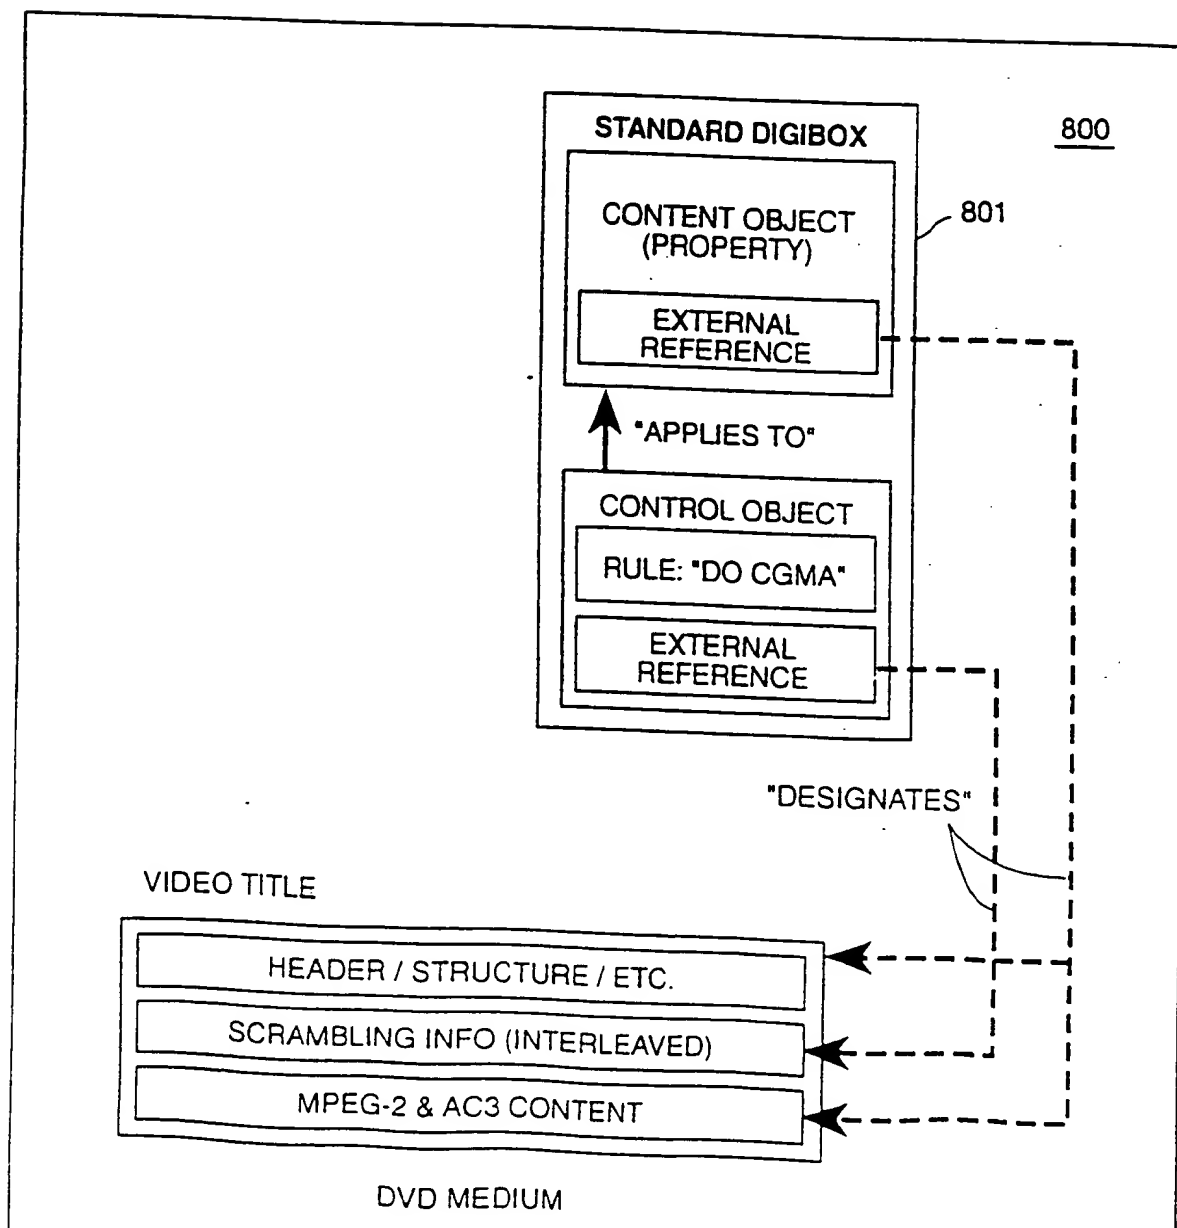 STANDARD DIGIBOX
800
CONTENT OBJECT
(PROPERTY)
801
EXTERNAL
REFERENCE
"APPLIES TO"
CONTROL OBJECT
RULE: "DO CGMA"
EXTERNAL
REFERENCE
"DESIGNATES"
VIDEO TITLE
HEADER / STRUCTURE / ETC.
SCRAMBLING INFO (INTERLEAVED)
MPEG-2 & AC3 CONTENT
DVD MEDIUM